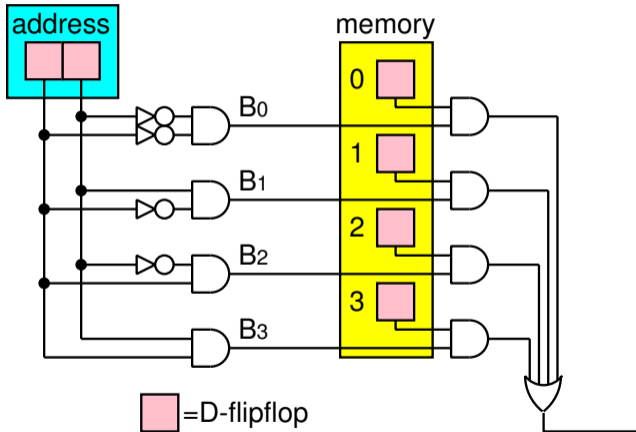 address
memory
0
B0
1
B1
2
B2
3
B3
=D-flipflop